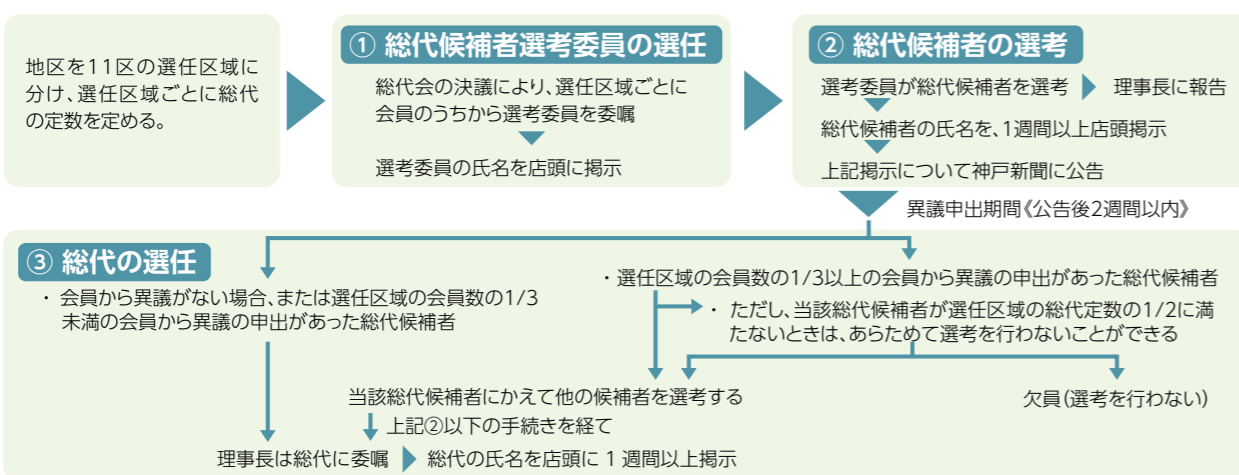 地区を11区の選任区域に
分け、選任区域ごとに総代
の定数を定める。
① 総代候補者選考委員の選任
総代会の決議により、選任区域ごとに
会員のうちから選考委員を委嘱
選考委員の氏名を店頭に掲示
② 総代候補者の選考
選考委員が総代候補者を選考 理事長に報告
総代候補者の氏名を、1週間以上店頭掲示
上記掲示について神戸新聞に公告
異議申出期間《公告後2週間以内》
③ 総代の選任
・ 会員から異議がない場合、または選任区域の会員数の1/3
未満の会員から異議の申出があった総代候補者
・ 選任区域の会員数の1/3以上の会員から異議の申出があった総代候補者
・ ただし、当該総代候補者が選任区域の総代定数の1/2に満
たないときは、あらためて選考を行わないことができる
当該総代候補者にかえて他の候補者を選考する
欠員(選考を行わない)
上記②以下の手続きを経て
理事長は総代に委嘱 総代の氏名を店頭に 1 週間以上掲示